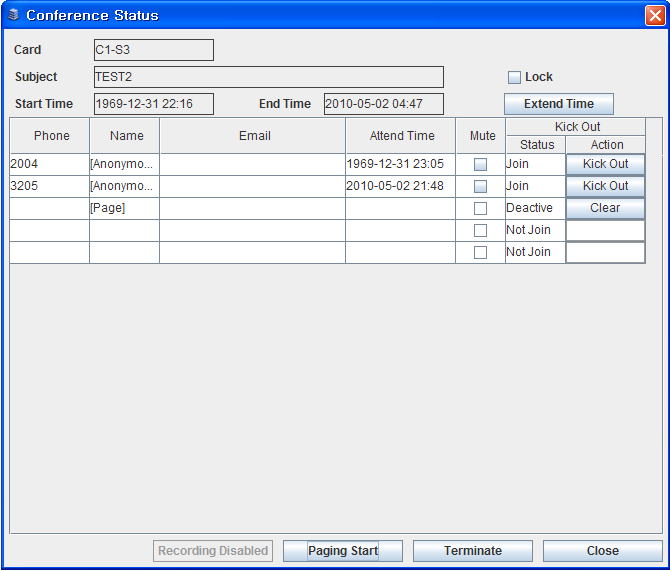 Conference Status
Card C1-S3
Subject TEST2 Lock
Start Time 1969-12-31 22:16 End Time 2010-05-02 04:47 Extend Time
Phone Name Email Attend Time Mute Kick Out
Status Action
2004 [Anonymo... 1969-12-31 23:05 Join Kick Out
3205 [Anonymo... 2010-05-02 21:48 Join Kick Out
[Page] Deactive Clear
Not Join
Not Join
Recording Disabled Paging Start Terminate Close